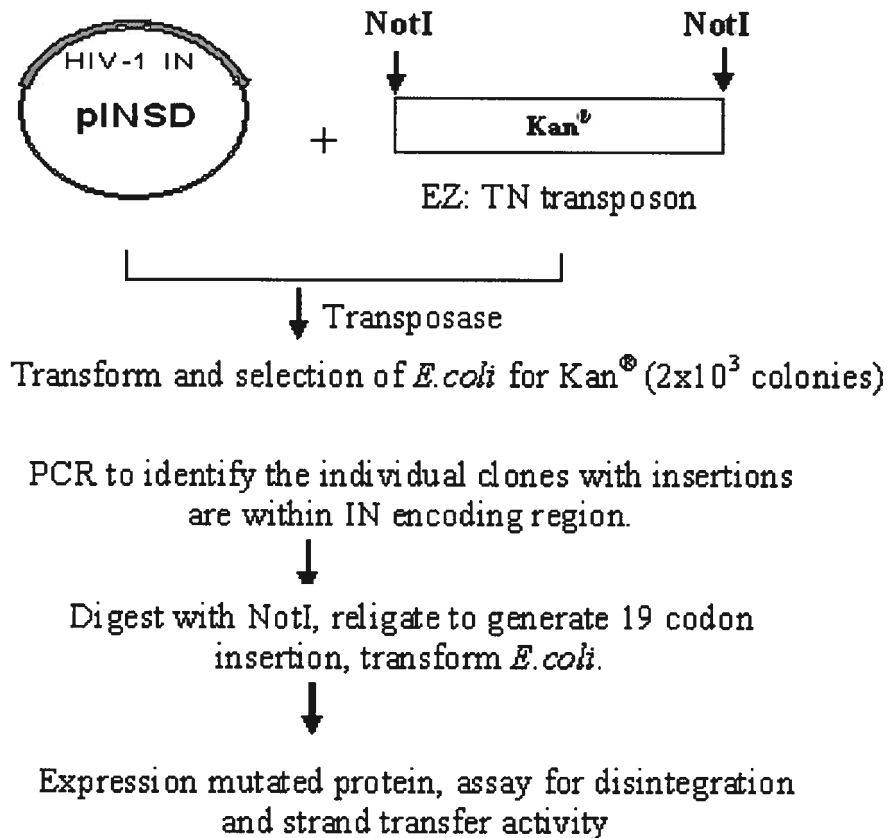 HIV-1 IN
pINSD
+
NotI NotI
Kan®
EZ: TN transposon
Transposase
Transform and selection of E.coli for Kan® (2x10³ colonies)
PCR to identify the individual clones with insertions
are within IN encoding region.
Digest with NotI, religate to generate 19 codon
insertion, transform E.coli.
Expression mutated protein, assay for disintegration
and strand transfer activity